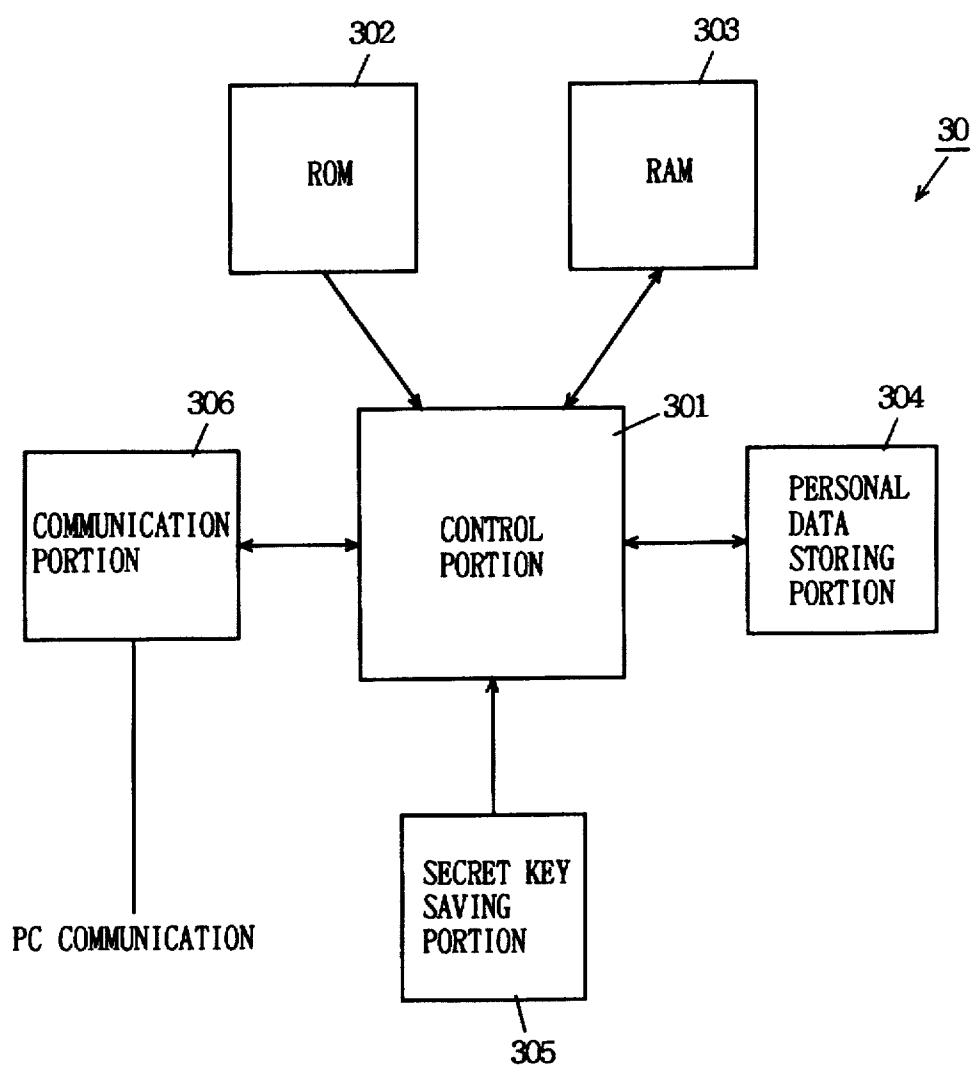 302
303
30
ROM
RAM
306
301
304
COMMUNICATION
PORTION
CONTROL
PORTION
PERSONAL
DATA
STORING
PORTION
SECRET KEY
SAVING
PORTION
PC COMMUNICATION
305